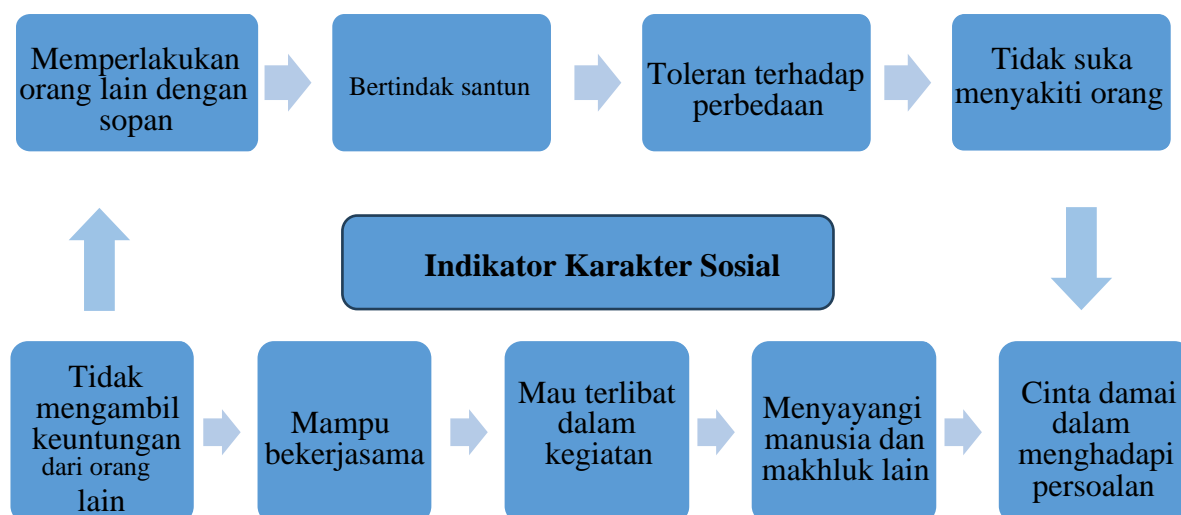 Memperlakukan
orang lain dengan
sopan
Bertindak santun
Toleran terhadap
perbedaan
Tidak suka
menyakiti orang
Indikator Karakter Sosial
Tidak
mengambil
keuntungan
dari orang
lain
Mampu
bekerjasama
Mau terlibat
dalam
kegiatan
Menyayangi
manusia dan
makhluk lain
Cinta damai
dalam
menghadapi
persoalan